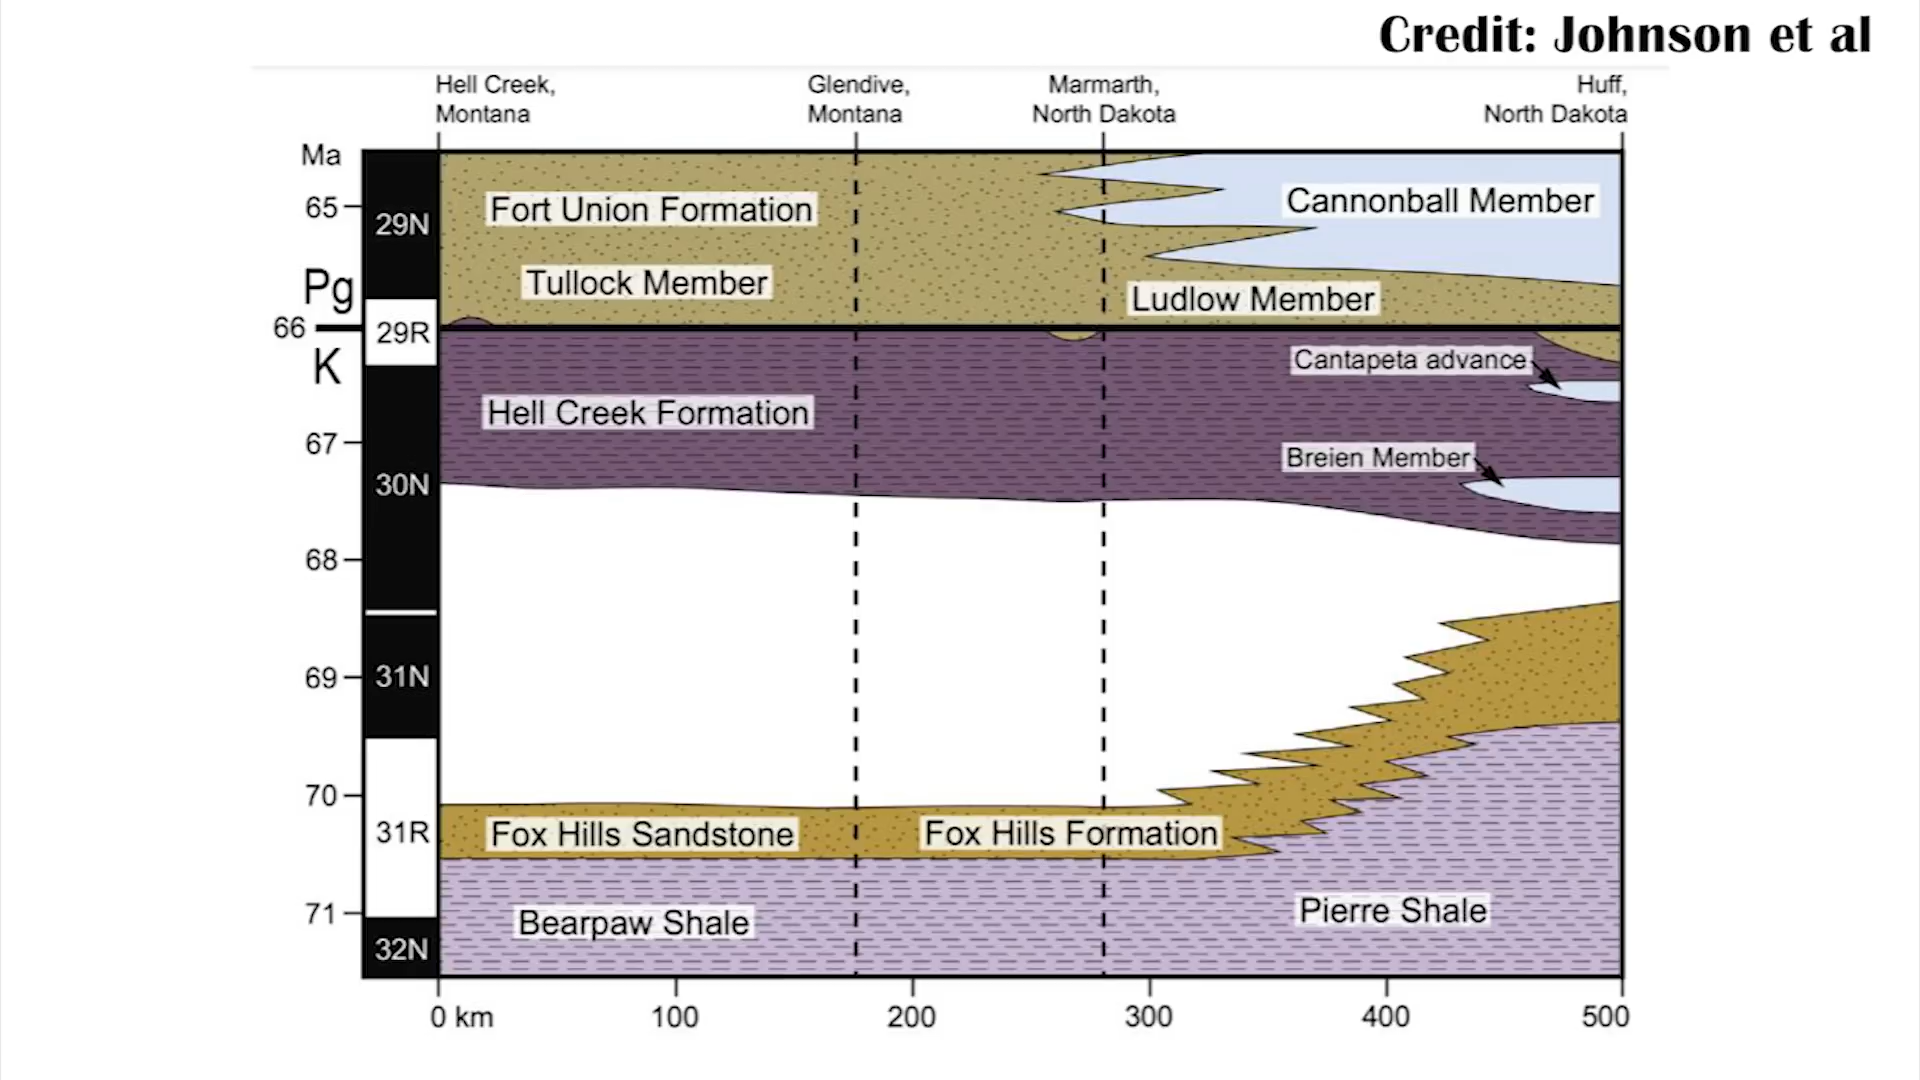 Credit: Johnson et al
Hell Creek,
Montana
Glendive,
Montana
Marmarth,
North Dakota
Huff,
North Dakota
Ma
65
Pg
66
K
67
68
69
70
71
29N
29R
30N
31N
31R
32N
Fort Union Formation
Cannonball Member
Tullock Member
Ludlow Member
Cantapeta advance
Hell Creek Formation
Breien Member
Fox Hills Sandstone
Fox Hills Formation
Bearpaw Shale
Pierre Shale
0 km
100
200
300
400
500